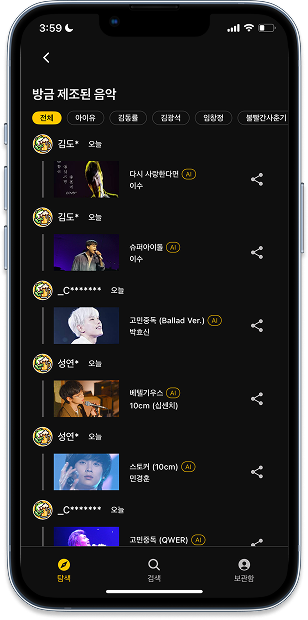 3:59
방금 제조된 음악
전체 아이유 김동률 김광석 임창정 볼빨간사춘기
김도* 오늘
다시 사랑한다면 AI
이수
김도* 오늘
슈퍼아이돌 AI
이수
_C******* 오늘
고민중독 (Ballad Ver.) AI
박효신
성연* 오늘
베텔기우스 AI
10cm (십센치)
성연* 오늘
스토커 (10cm) AI
민경훈
_C******* 오늘
고민중독 (QWER) AI
탐색 검색 보관함